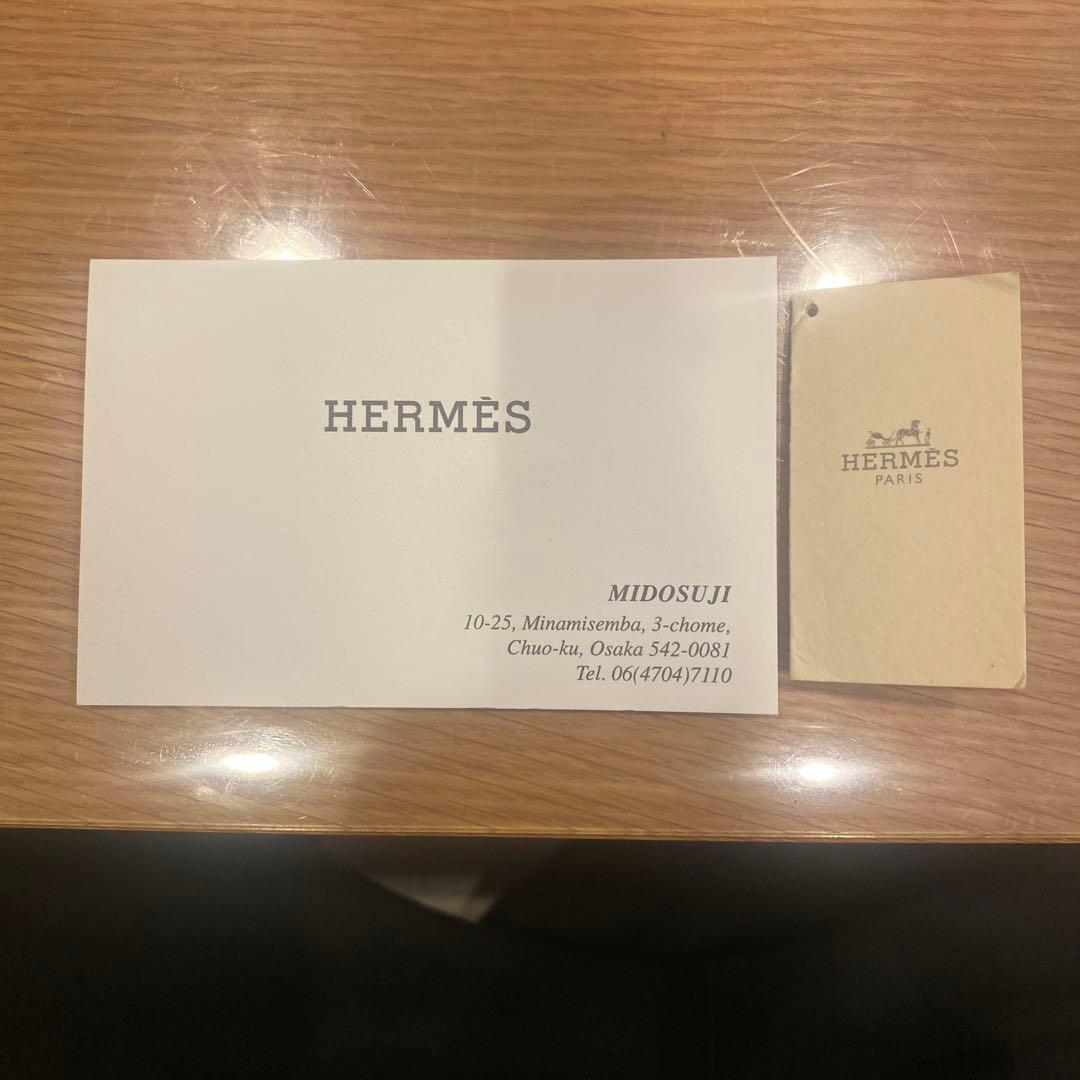 HERMÈS
MIDOSUJI
10-25, Minamisemba, 3-chome,
Chuo-ku, Osaka 542-0081
Tel. 06(4704)7110
HERMÈS
PARIS